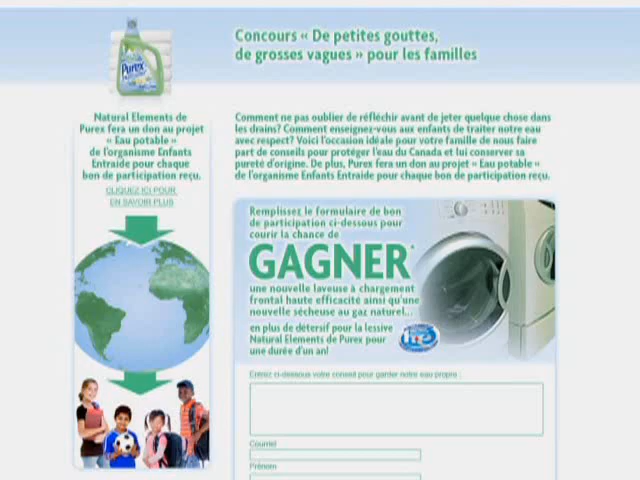 Concours « De petites gouttes,
de grosses vagues » pour les familles
Purex
Natural Elements de
Purex fera un don au projet
« Eau potable »
de l'organisme Enfants
Entraide pour chaque
bon de participation reçu.
CLIQUEZ ICI POUR
EN SAVOIR PLUS
Comment ne pas oublier de réfléchir avant de jeter quelque chose dans
les drains? Comment enseignez-vous aux enfants de traiter notre eau
avec respect? Voici l'occasion idéale pour votre famille de nous faire
part de conseils pour protéger l'eau du Canada et lui conserver sa
pureté d'origine. De plus, Purex fera un don au projet « Eau potable »
de l'organisme Enfants Entraide pour chaque bon de participation reçu.
Remplissez le formulaire de bon
de participation ci-dessous pour
courir la chance de
GAGNER*
une nouvelle laveuse à chargement
frontal haute efficacité ainsi qu'une
nouvelle sécheuse au gaz naturel...
en plus de détersif pour la lessive
Natural Elements de Purex pour
une durée d'un an!
Entrez ci-dessous votre conseil pour garder notre eau propre :
Courriel
Prénom